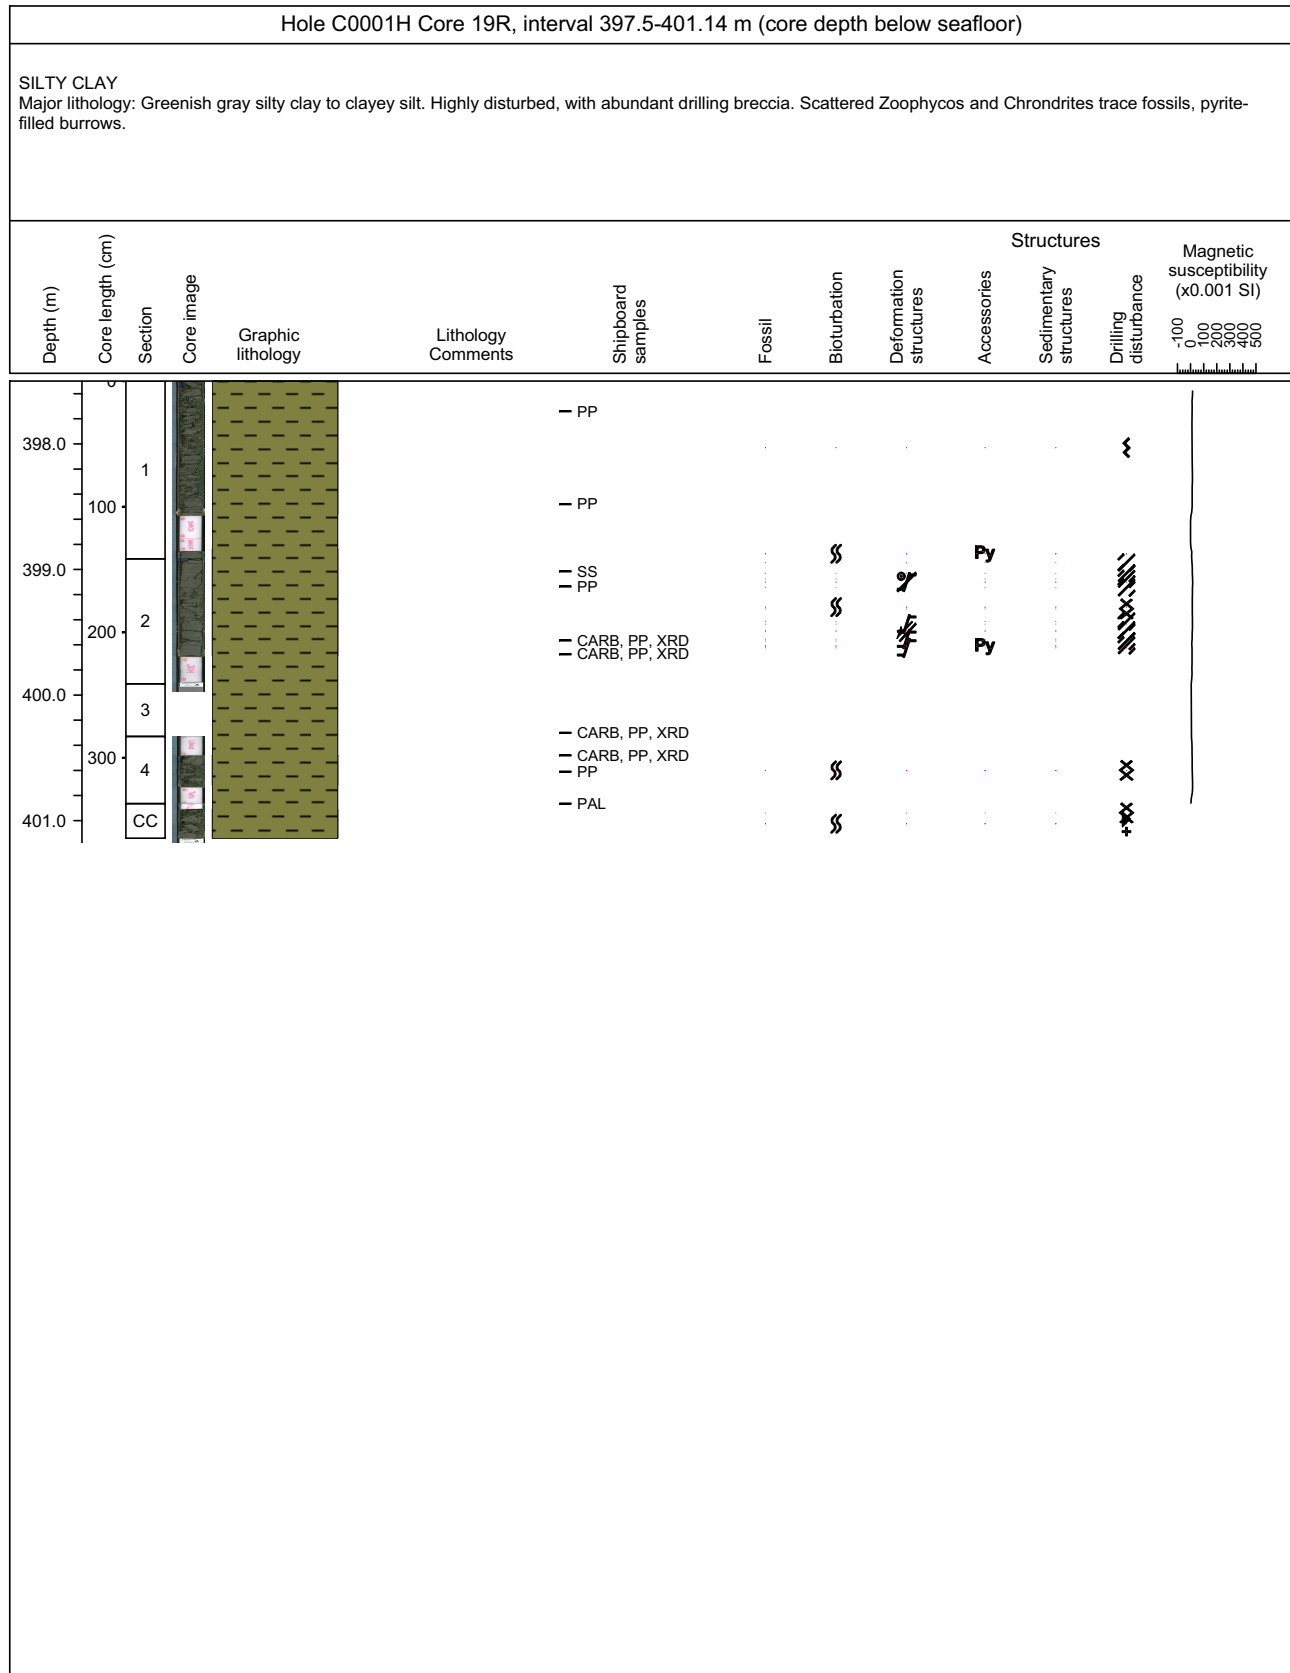 Hole C0001H Core 19R, interval 397.5-401.14 m (core depth below seafloor)
SILTY CLAY
Major lithology: Greenish gray silty clay to clayey silt. Highly disturbed, with abundant drilling breccia. Scattered Zoophycos and Chrondrites trace fossils, pyrite-
filled burrows.
Depth (m)
Core length (cm)
Section
Core image
Graphic
lithology
Lithology
Comments
Shipboard
samples
Fossil
Bioturbation
Structures
Deformation
structures
Accessories
Sedimentary
structures
Drilling
disturbance
Magnetic
susceptibility
(x0.001 SI)
-100
0
100
200
300
400
500
0
PP
398.0
1
100
PP
Py
399.0
SS
PP
2
200
CARB, PP, XRD
Py
CARB, PP, XRD
400.0
3
CARB, PP, XRD
300
CARB, PP, XRD
4
PP
PAL
401.0
CC